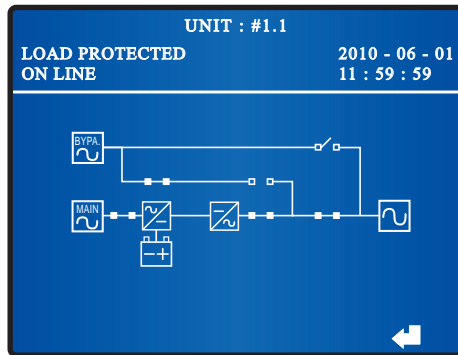 UNIT : #1.1
LOAD PROTECTED 2010 - 06 - 01
ON LINE 11 : 59 : 59
BYPA.
MAIN